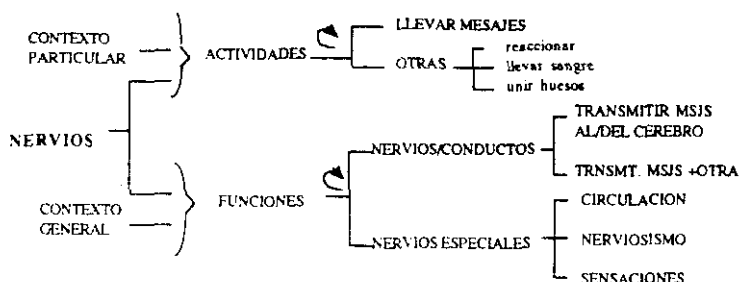 CONTEXTO
PARTICULAR
ACTIVIDADES
LLEVAR MESAJES
OTRAS
reaccionar
llevar sangre
unir huesos
NERVIOS
CONTEXTO
GENERAL
FUNCIONES
NERVIOS/CONDUCTOS
TRANSMITIR MSJS
AL/DEL CEREBRO
TRNSMT. MSJS +OTRA
NERVIOS ESPECIALES
CIRCULACION
NERVIOSISMO
SENSACIONES